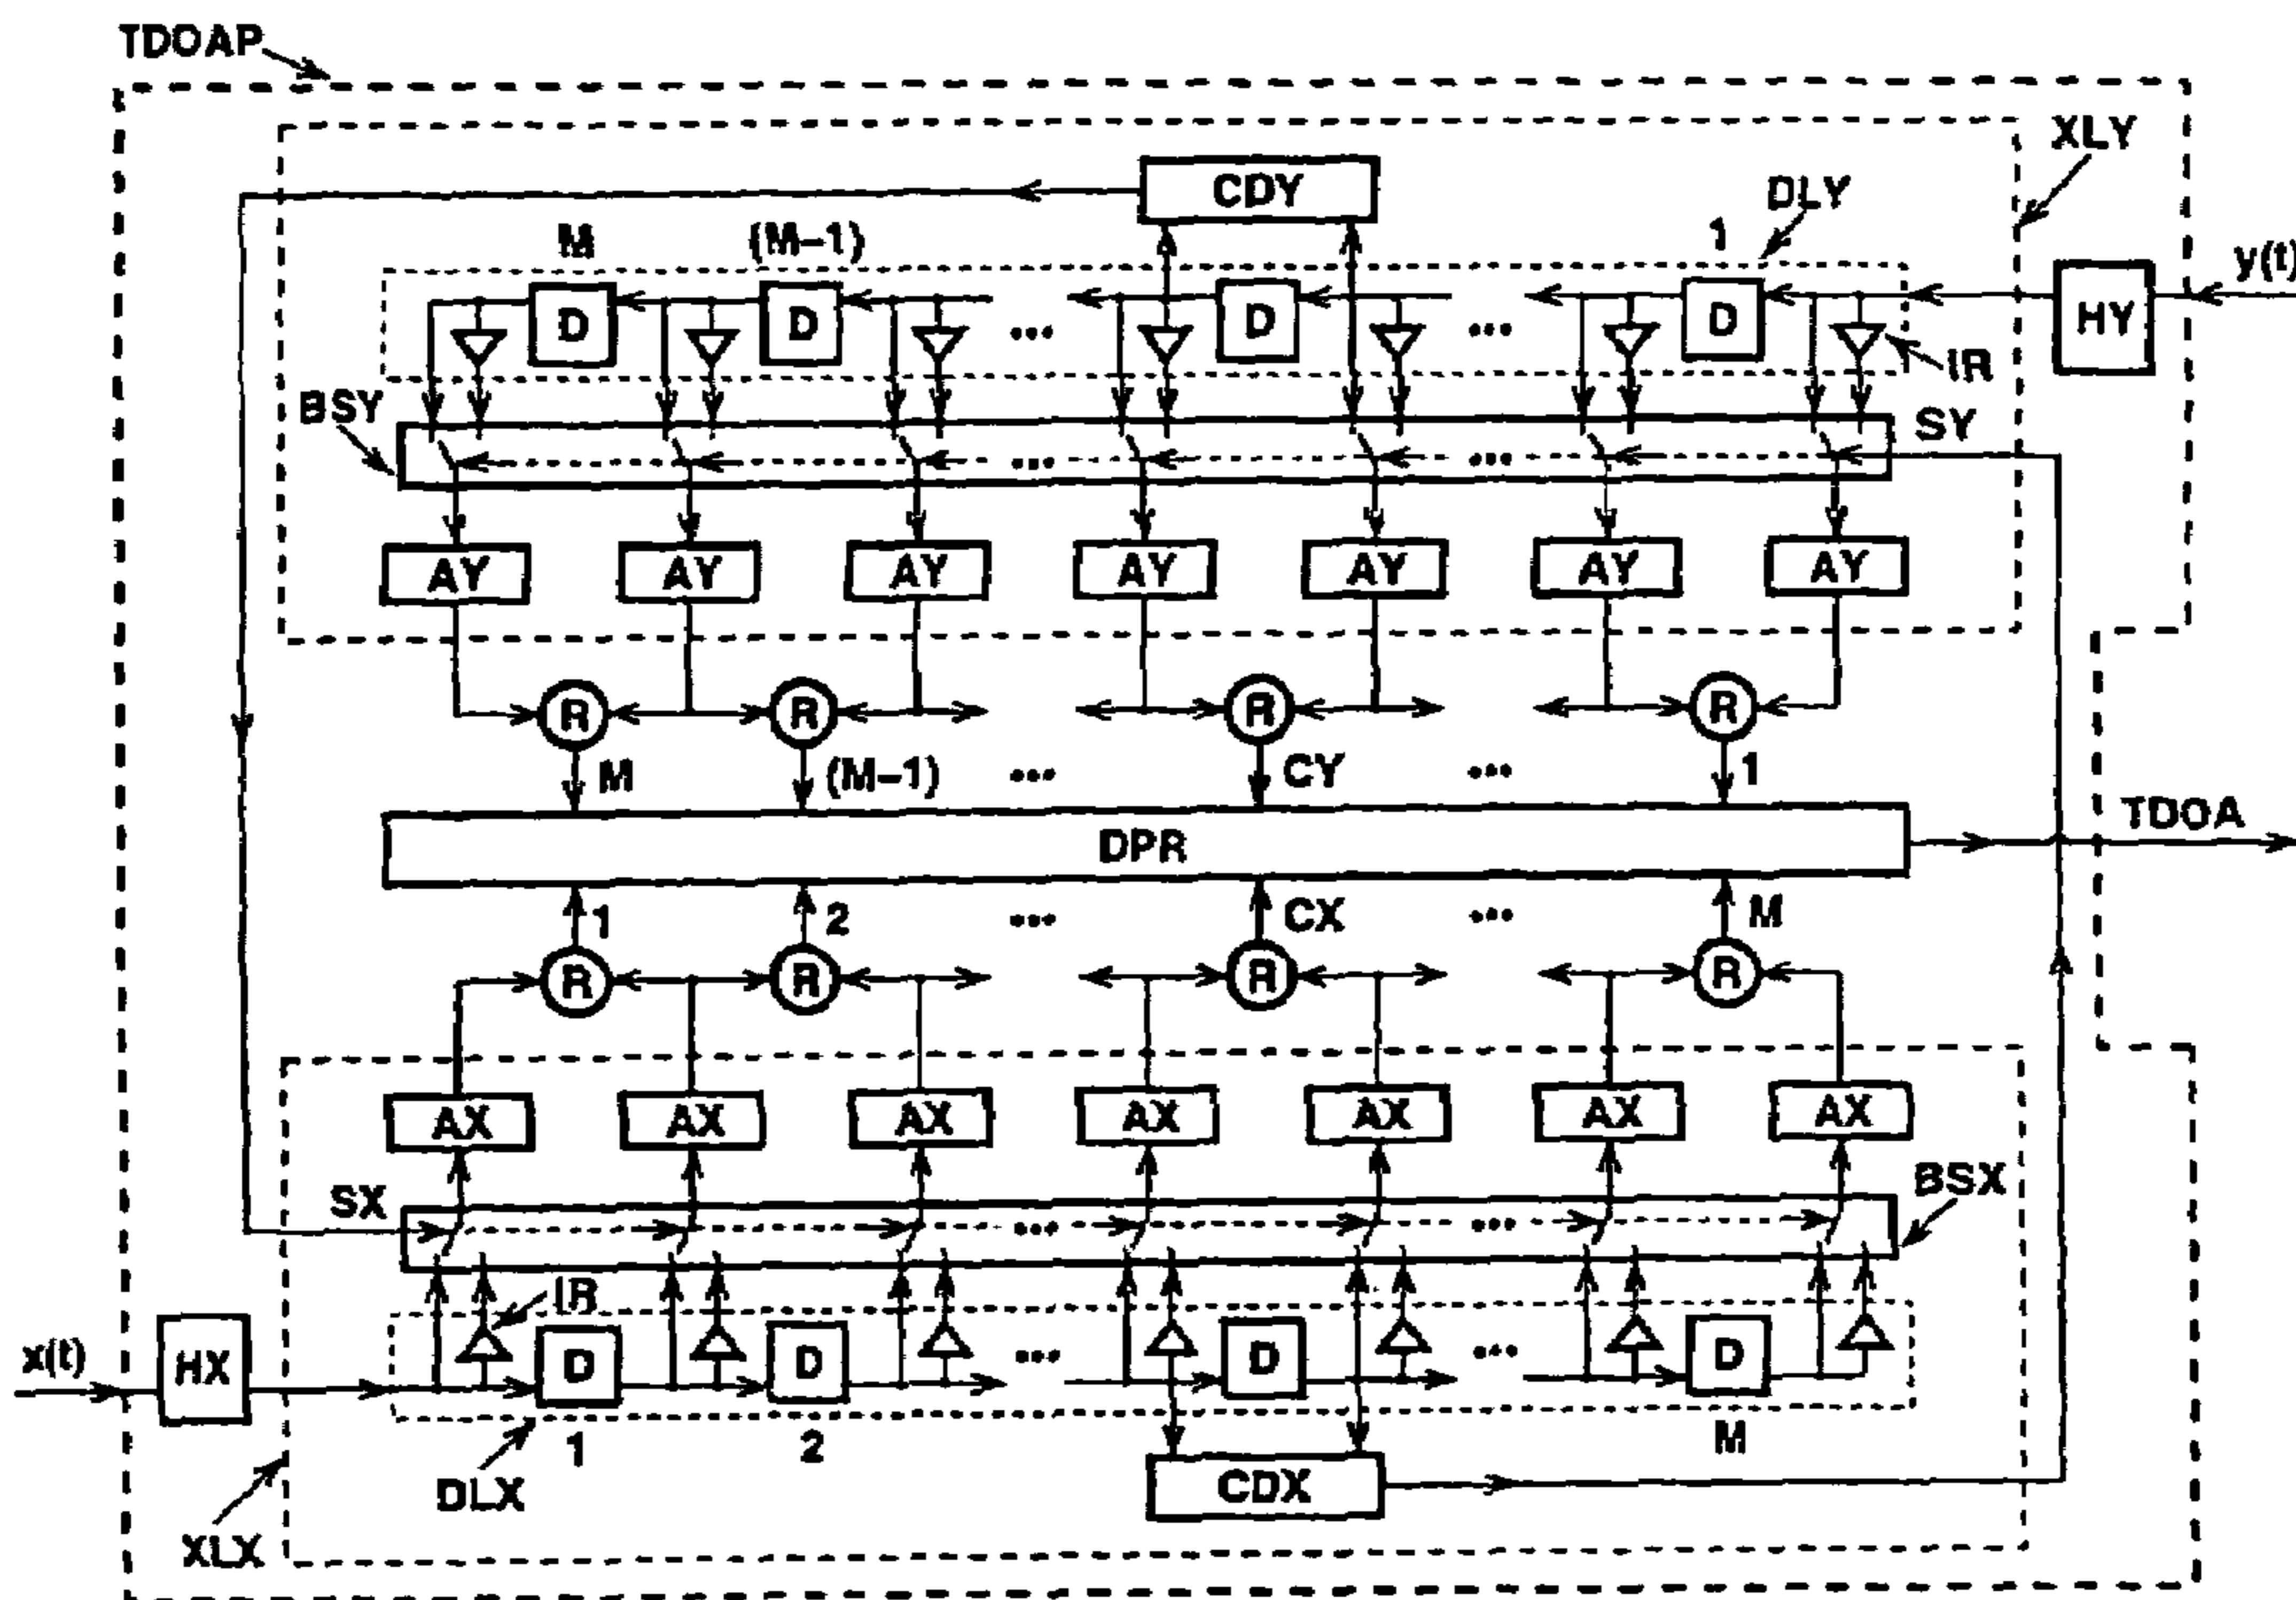 TDOAP
XLY
CDY
DLY
M (M–1) 1
y(t)
D D ... D ... D
HY
IR
BSY
SY
... ...
AY AY AY AY AY AY AY
R R R R
M (M–1) ... CY ... 1
DPR
TDOA
1 2 ... CX ... M
R R R R
AX AX AX AX AX AX AX
BSX
SX
... ...
IR
x(t)
HX
D D ... D ... D
1 2 M
DLX
CDX
XLX